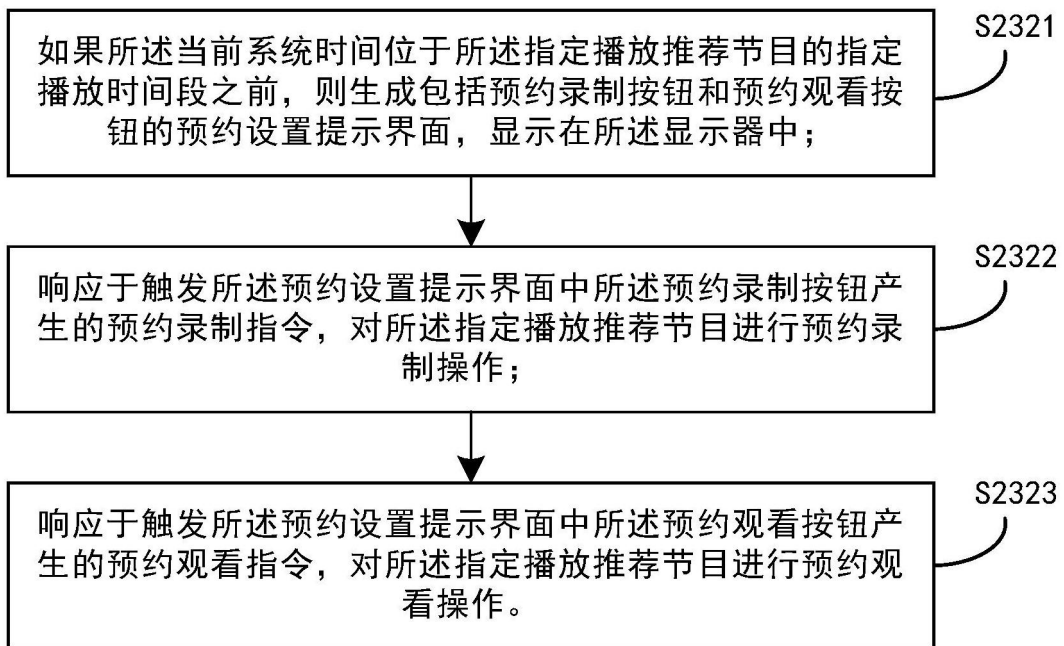 S2321
如果所述当前系统时间位于所述指定播放推荐节目的指定
播放时间段之前，则生成包括预约录制按钮和预约观看按
钮的预约设置提示界面，显示在所述显示器中；
S2322
响应于触发所述预约设置提示界面中所述预约录制按钮产
生的预约录制指令，对所述指定播放推荐节目进行预约录
制操作；
S2323
响应于触发所述预约设置提示界面中所述预约观看按钮产
生的预约观看指令，对所述指定播放推荐节目进行预约观
看操作。